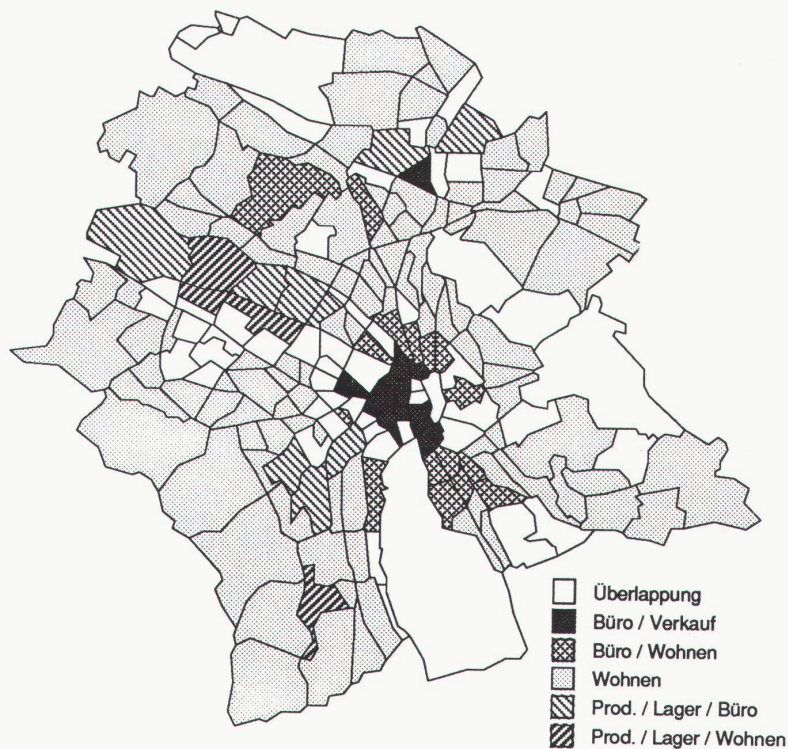 Überlappung
Büro / Verkauf
Büro / Wohnen
Wohnen
Prod. / Lager / Büro
Prod. / Lager / Wohnen